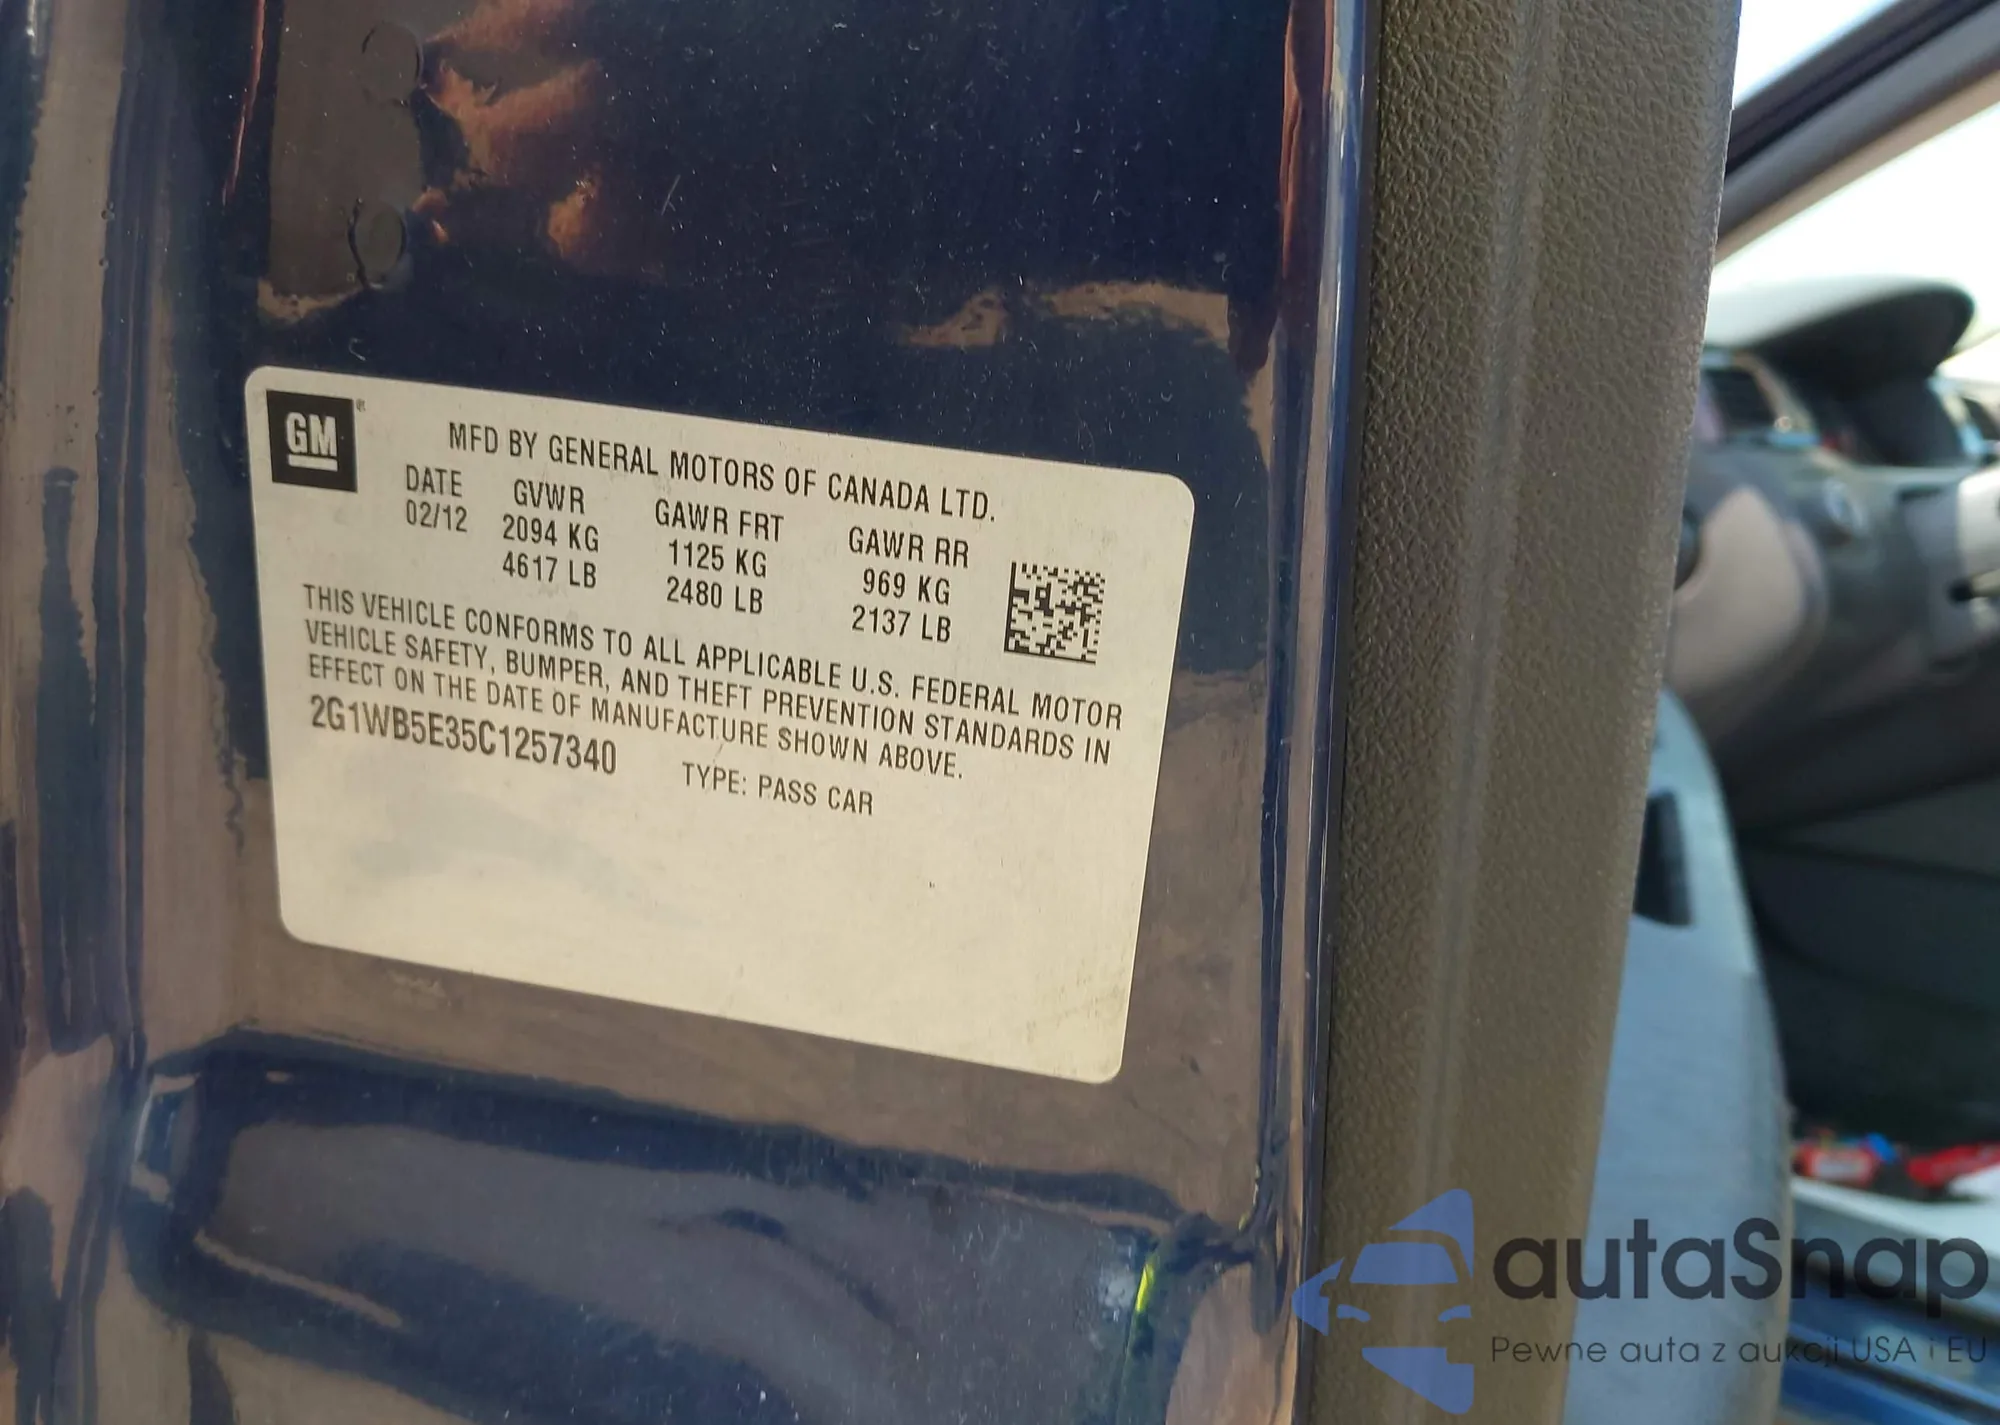 GM
MFD BY GENERAL MOTORS OF CANADA LTD.
DATE GVWR GAWR FRT GAWR RR
02/12 2094 KG 1125 KG 969 KG
4617 LB 2480 LB 2137 LB
THIS VEHICLE CONFORMS TO ALL APPLICABLE U.S. FEDERAL MOTOR
VEHICLE SAFETY, BUMPER, AND THEFT PREVENTION STANDARDS IN
EFFECT ON THE DATE OF MANUFACTURE SHOWN ABOVE.
2G1WB5E35C1257340 TYPE: PASS CAR
autaSnap
Pewne auta z aukcji USA i EU